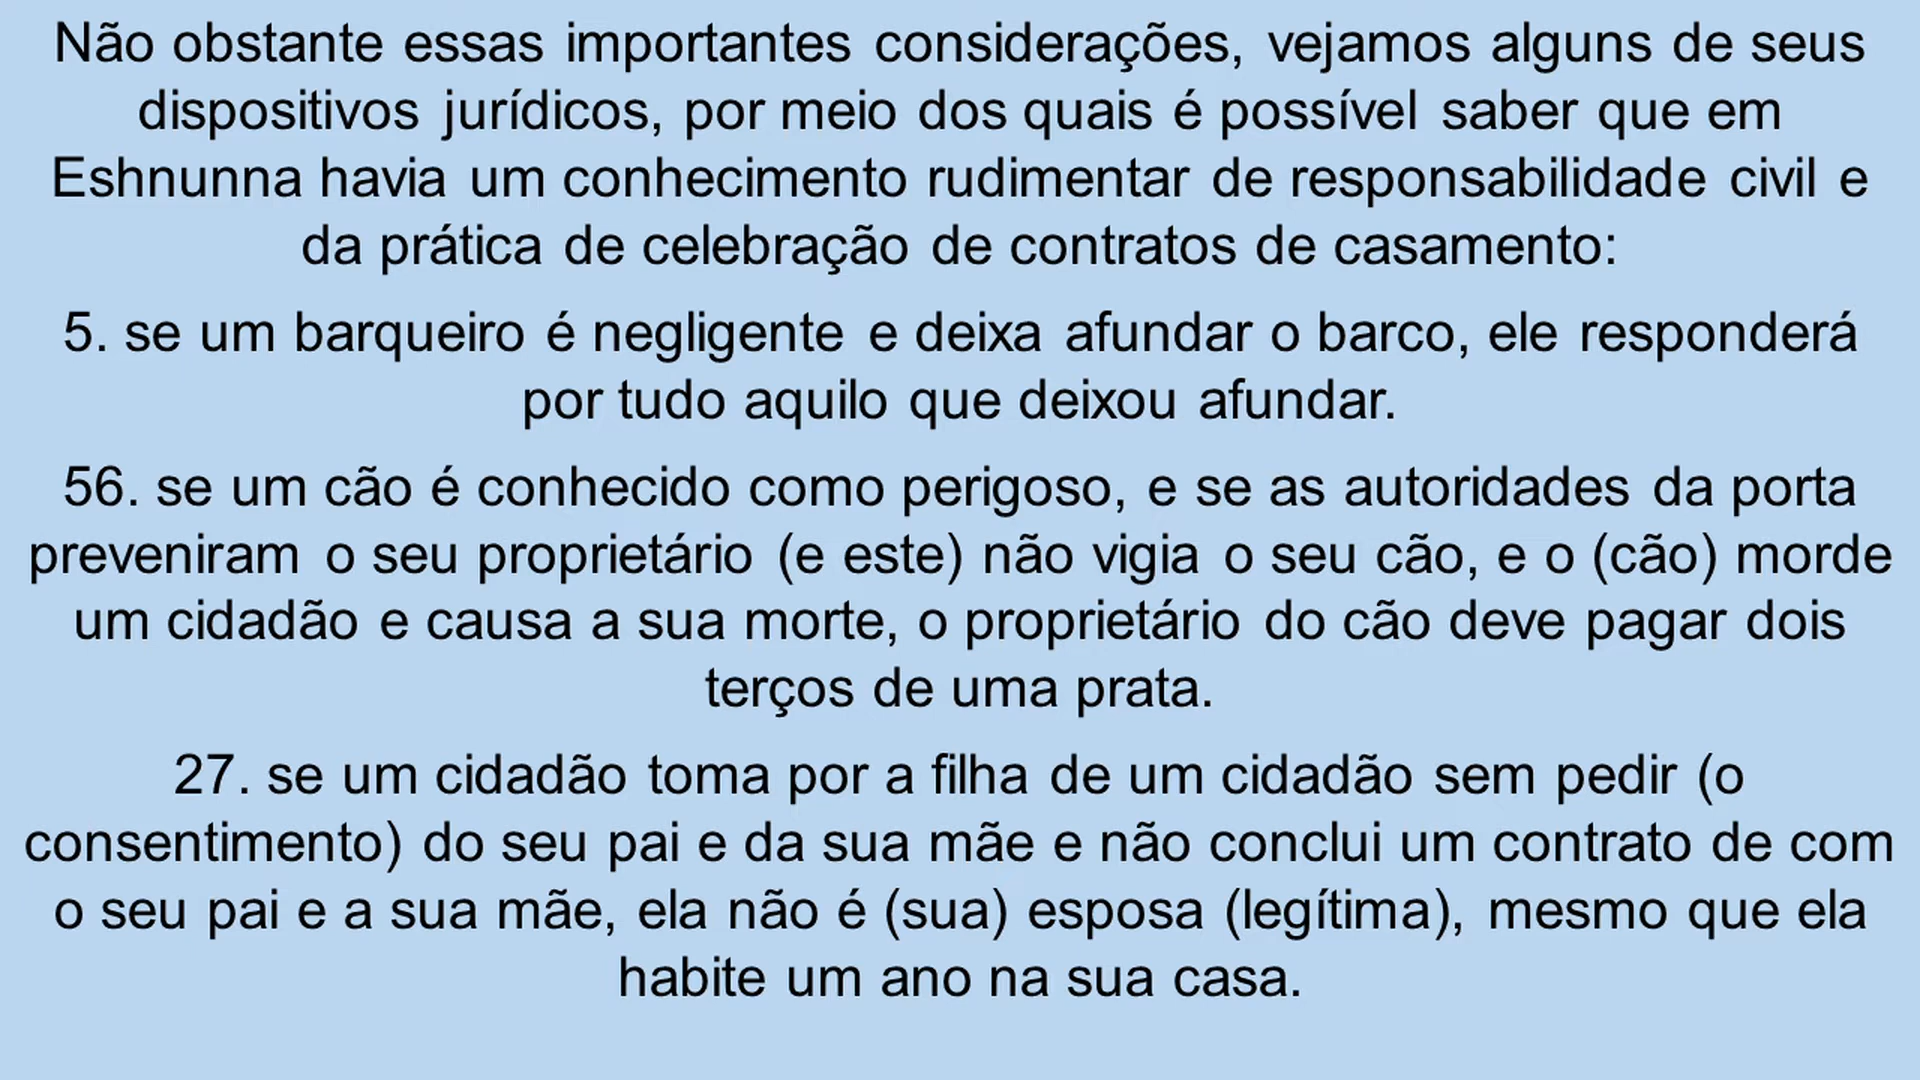 Não obstante essas importantes considerações, vejamos alguns de seus
dispositivos jurídicos, por meio dos quais é possível saber que em
Eshnunna havia um conhecimento rudimentar de responsabilidade civil e
da prática de celebração de contratos de casamento:
5. se um barqueiro é negligente e deixa afundar o barco, ele responderá
por tudo aquilo que deixou afundar.
56. se um cão é conhecido como perigoso, e se as autoridades da porta
preveniram o seu proprietário (e este) não vigia o seu cão, e o (cão) morde
um cidadão e causa a sua morte, o proprietário do cão deve pagar dois
terços de uma prata.
27. se um cidadão toma por a filha de um cidadão sem pedir (o
consentimento) do seu pai e da sua mãe e não conclui um contrato de com
o seu pai e a sua mãe, ela não é (sua) esposa (legítima), mesmo que ela
habite um ano na sua casa.